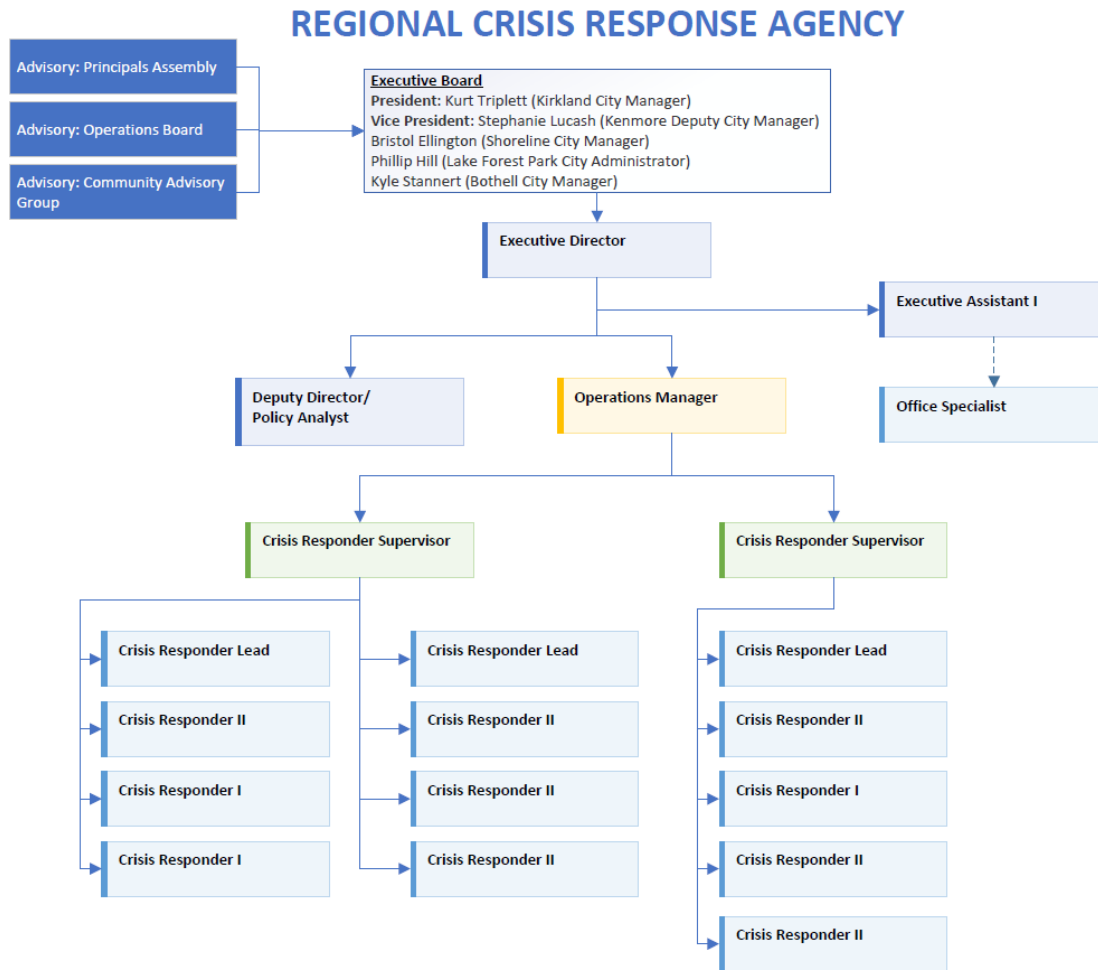 REGIONAL CRISIS RESPONSE AGENCY
Advisory: Principals Assembly
Advisory: Operations Board
Advisory: Community Advisory
Group
Executive Board
President: Kurt Triplett (Kirkland City Manager)
Vice President: Stephanie Lucash (Kenmore Deputy City Manager)
Bristol Ellington (Shoreline City Manager)
Phillip Hill (Lake Forest Park City Administrator)
Kyle Stannert (Bothell City Manager)
Executive Director
Executive Assistant I
Office Specialist
Deputy Director/
Policy Analyst
Operations Manager
Crisis Responder Supervisor
Crisis Responder Lead
Crisis Responder II
Crisis Responder I
Crisis Responder I
Crisis Responder Lead
Crisis Responder II
Crisis Responder II
Crisis Responder II
Crisis Responder Supervisor
Crisis Responder Lead
Crisis Responder II
Crisis Responder I
Crisis Responder II
Crisis Responder II